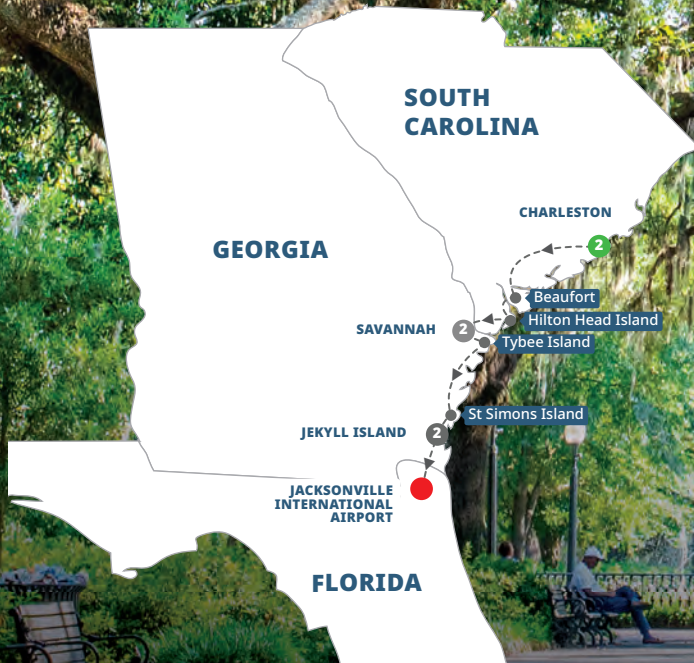 SOUTH
CAROLINA
CHARLESTON
2
GEORGIA
Beaufort
Hilton Head Island
SAVANNAH
2
Tybee Island
St Simons Island
JEKYLL ISLAND
2
JACKSONVILLE
INTERNATIONAL
AIRPORT
FLORIDA